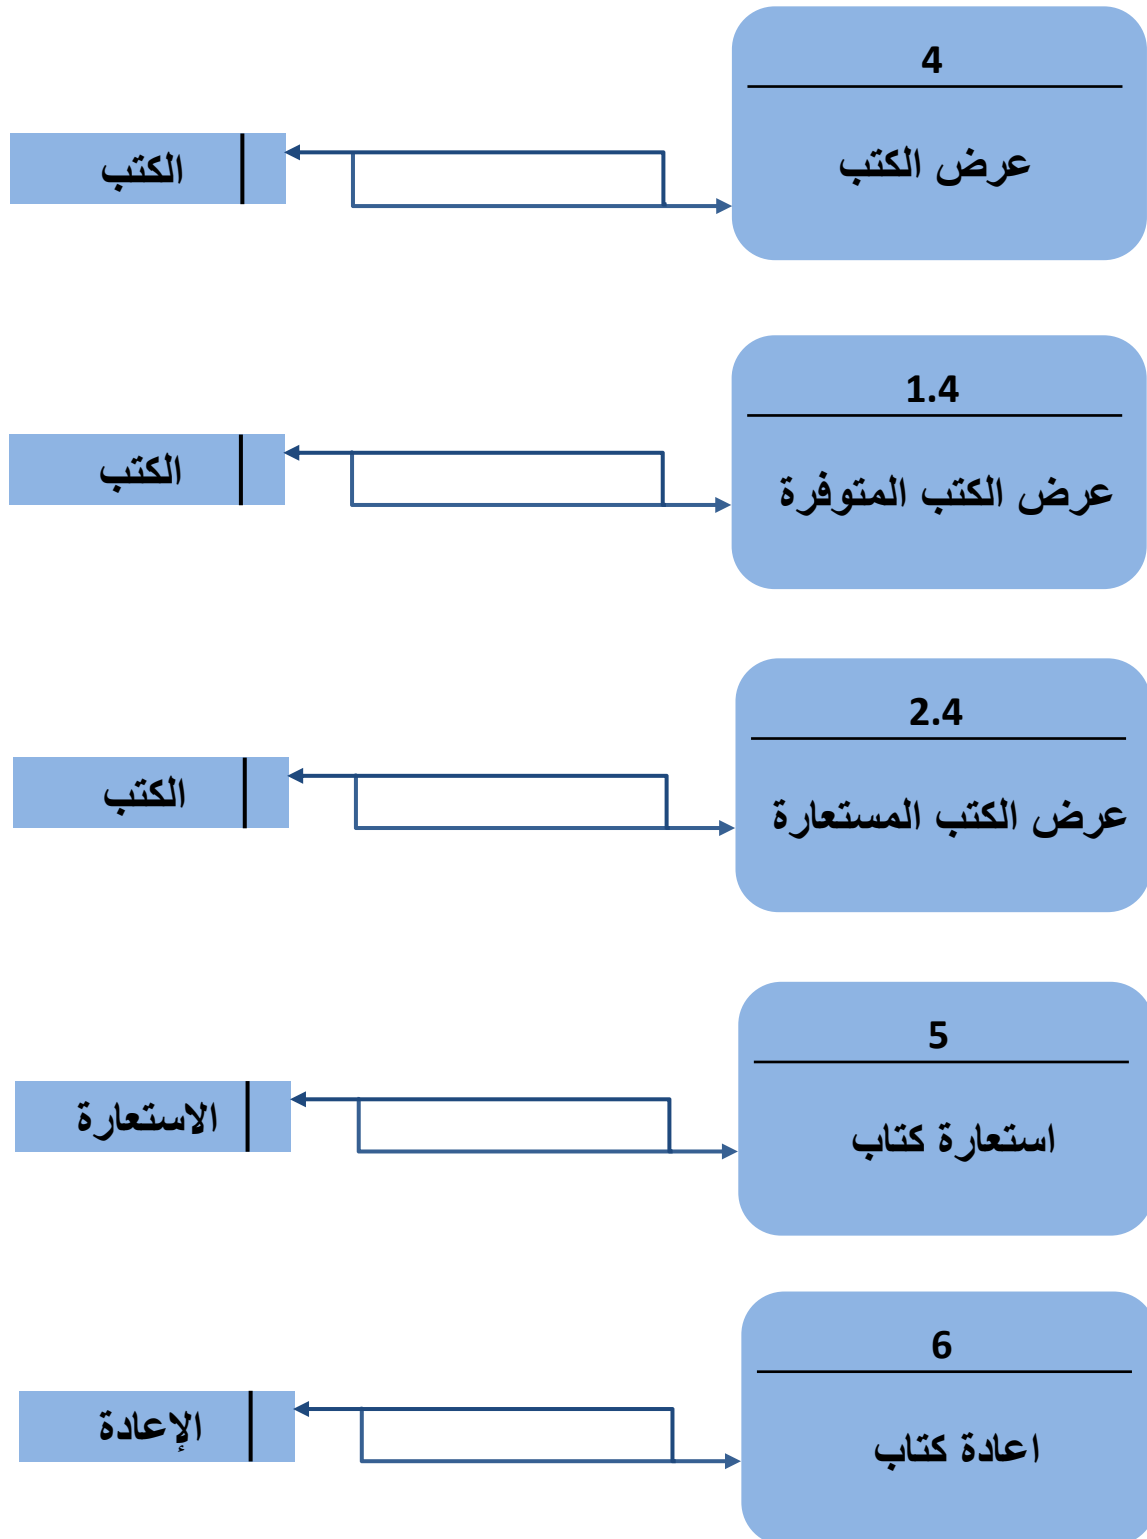 4
عرض الكتب
الكتب
1.4
عرض الكتب المتوفرة
الكتب
2.4
عرض الكتب المستعارة
الكتب
5
استعارة كتاب
الاستعارة
6
اعادة كتاب
الإعادة